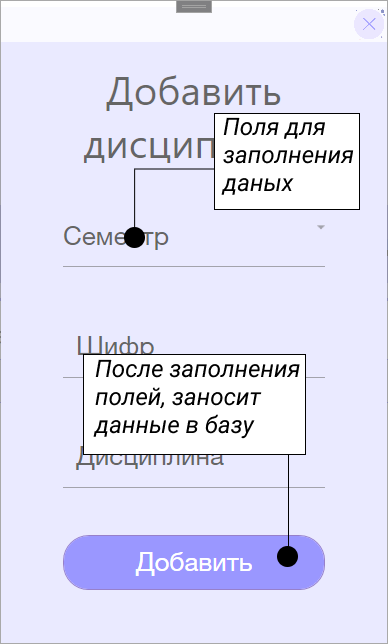 Добавить
дисцип
Поля для
заполнения
даных
Семестр
Шифр
После заполнения
полей, заносит
данные в базу
Дисциплина
Добавить